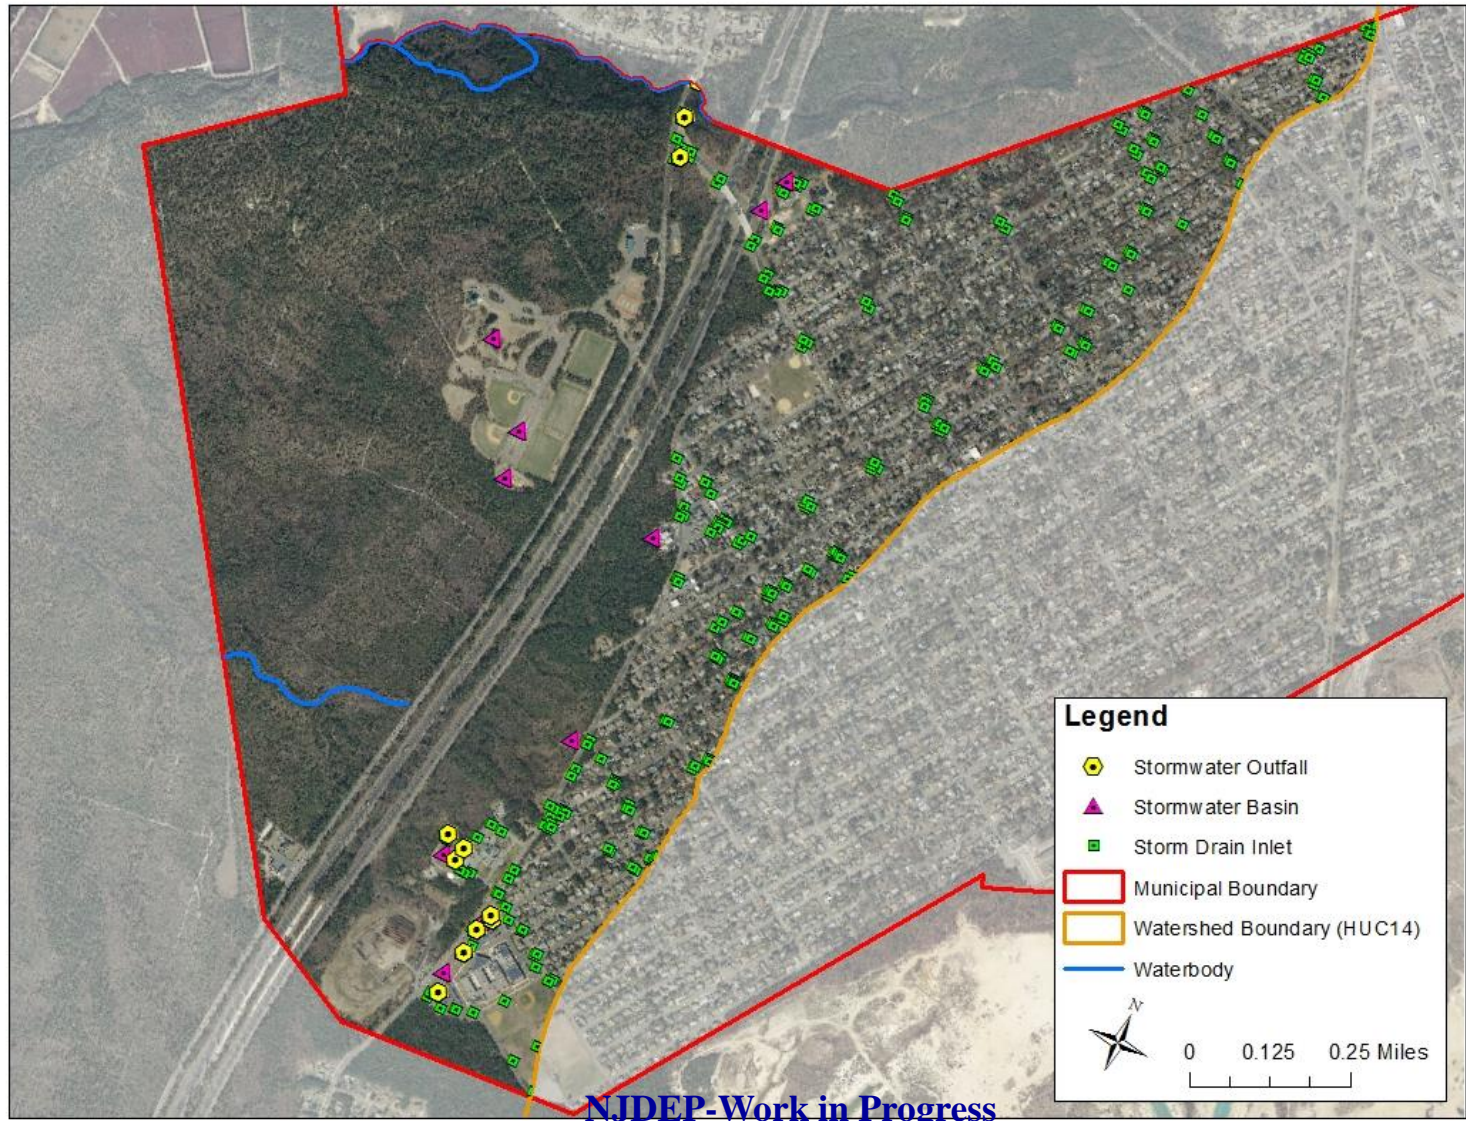 Legend
Stormwater Outfall
Stormwater Basin
Storm Drain Inlet
Municipal Boundary
Watershed Boundary (HUC14)
Waterbody
N
0 0.125 0.25 Miles
NJDEP-Work in Progress